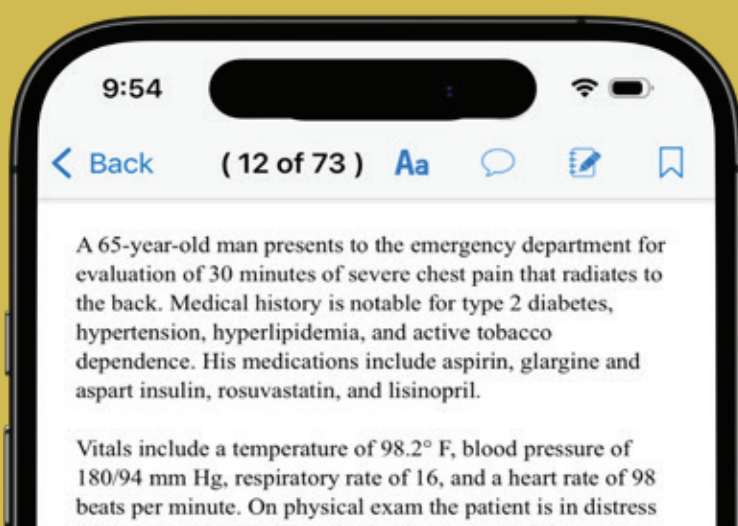 9:54
Back
( 12 of 73 )
Aa
A 65-year-old man presents to the emergency department for
evaluation of 30 minutes of severe chest pain that radiates to
the back. Medical history is notable for type 2 diabetes,
hypertension, hyperlipidemia, and active tobacco
dependence. His medications include aspirin, glargine and
aspart insulin, rosuvastatin, and lisinopril.
Vitals include a temperature of 98.2° F, blood pressure of
180/94 mm Hg, respiratory rate of 16, and a heart rate of 98
beats per minute. On physical exam the patient is in distress